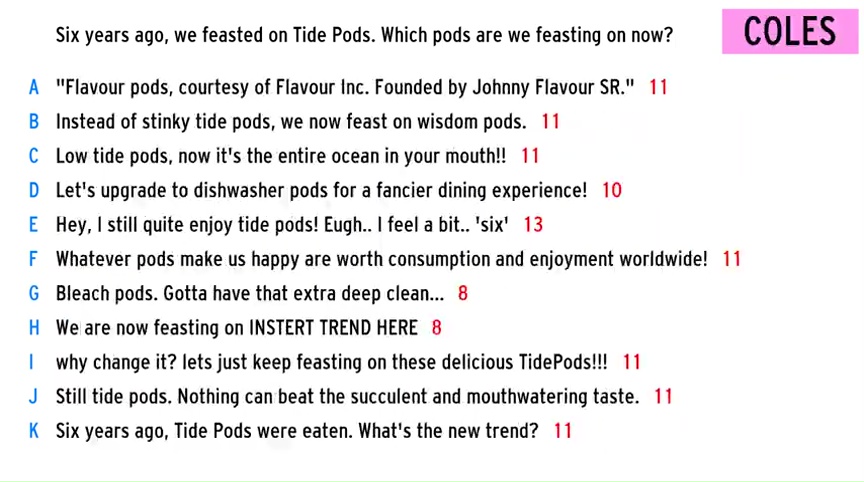 Six years ago, we feasted on Tide Pods. Which pods are we feasting on now?
COLES
A "Flavour pods, courtesy of Flavour Inc. Founded by Johnny Flavour SR." 11
B Instead of stinky tide pods, we now feast on wisdom pods. 11
C Low tide pods, now it's the entire ocean in your mouth!! 11
D Let's upgrade to dishwasher pods for a fancier dining experience! 10
E Hey, I still quite enjoy tide pods! Eugh.. I feel a bit.. 'six' 13
F Whatever pods make us happy are worth consumption and enjoyment worldwide! 11
G Bleach pods. Gotta have that extra deep clean... 8
H We are now feasting on INSTERT TREND HERE 8
I why change it? lets just keep feasting on these delicious TidePods!!! 11
J Still tide pods. Nothing can beat the succulent and mouthwatering taste. 11
K Six years ago, Tide Pods were eaten. What's the new trend? 11